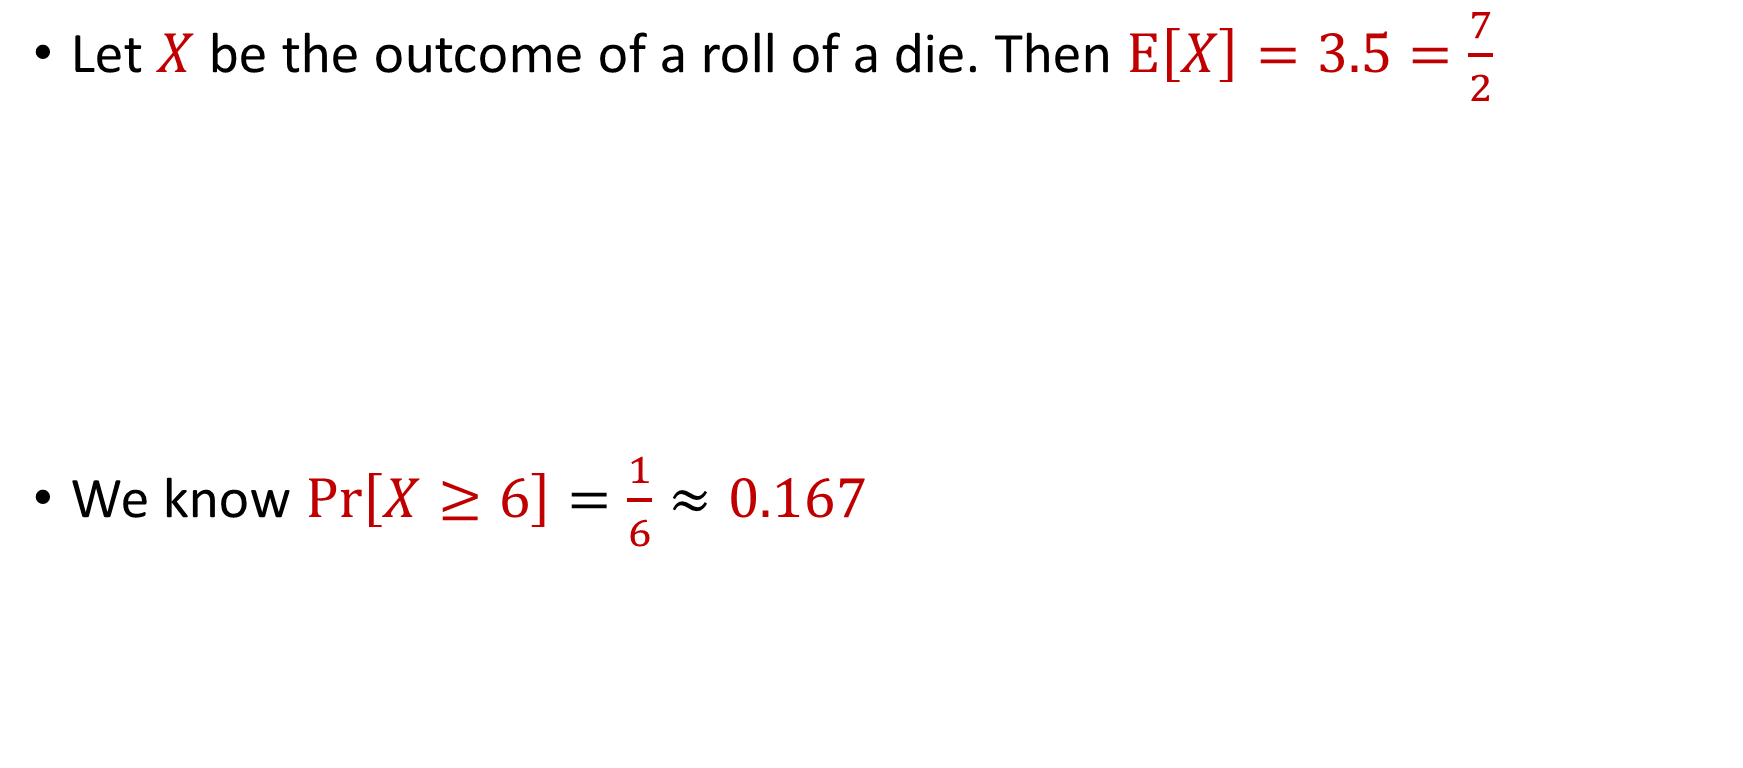 • Let X be the outcome of a roll of a die. Then E[X] = 3.5 = 7/2
• We know Pr[X ≥ 6] = 1/6 ≈ 0.167